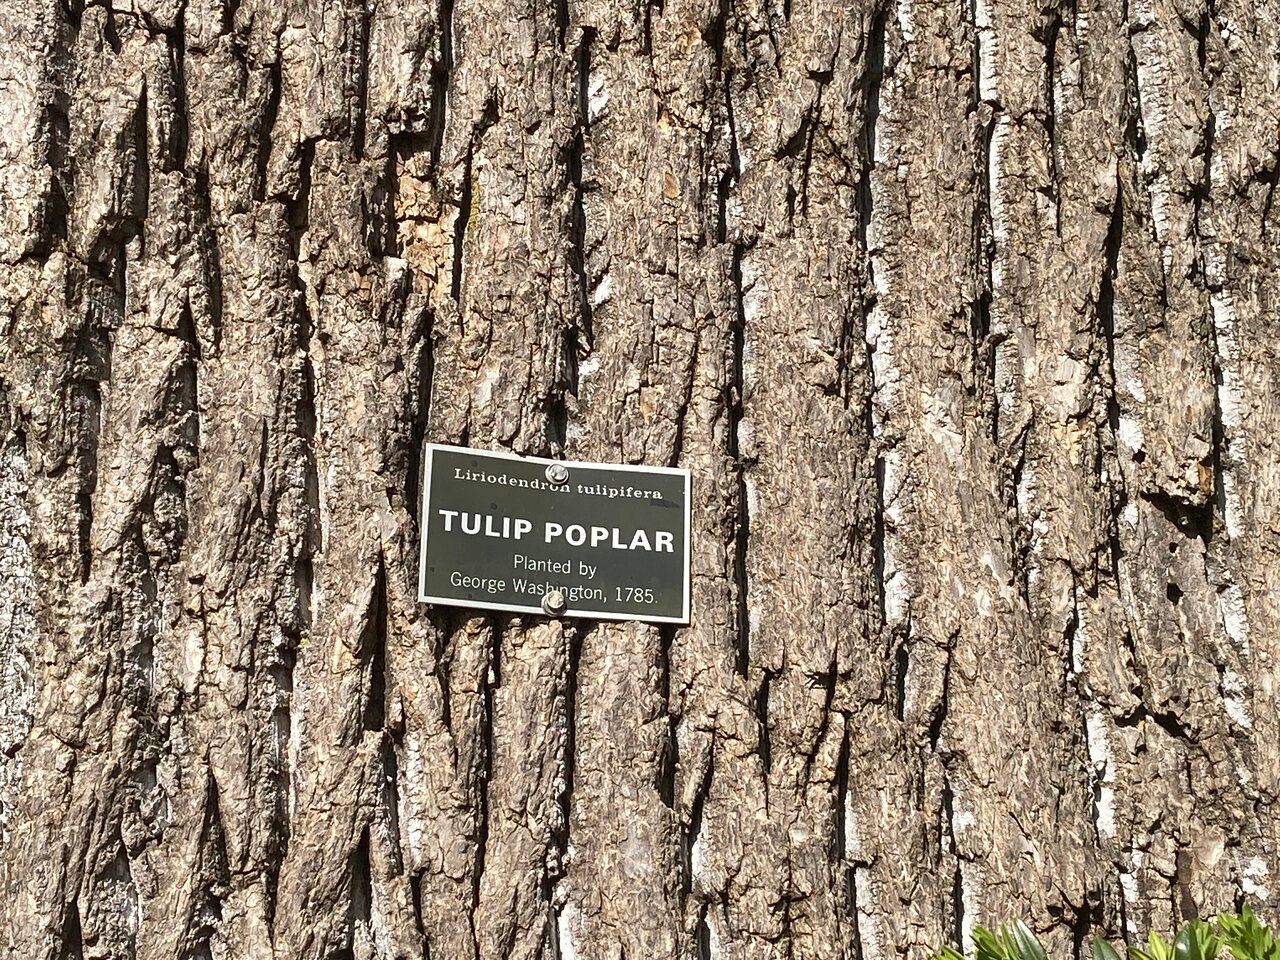 Liriodendron tulipifera
TULIP POPLAR
Planted by
George Washington, 1785.